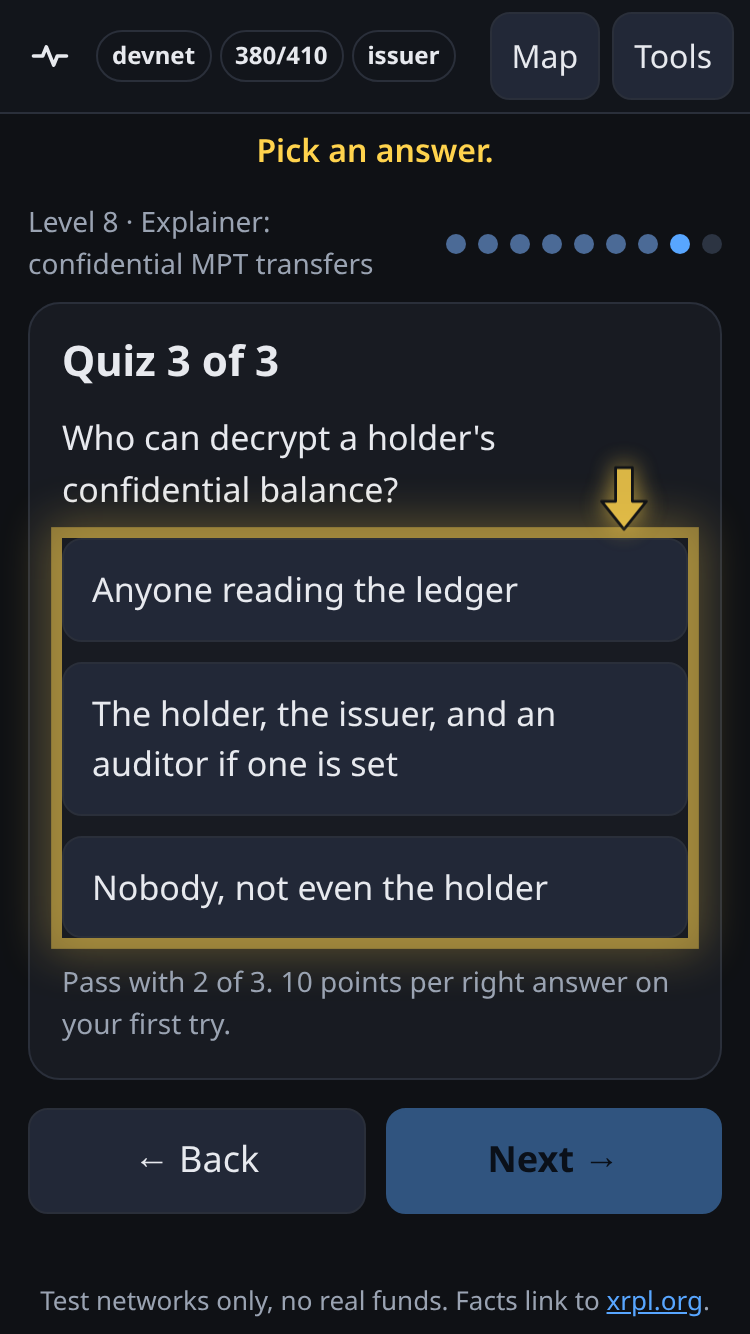 devnet 380/410 issuer Map Tools
Pick an answer.
Level 8 · Explainer:
confidential MPT transfers
Quiz 3 of 3
Who can decrypt a holder's
confidential balance?
Anyone reading the ledger
The holder, the issuer, and an
auditor if one is set
Nobody, not even the holder
Pass with 2 of 3. 10 points per right answer on
your first try.
← Back Next →
Test networks only, no real funds. Facts link to xrpl.org.